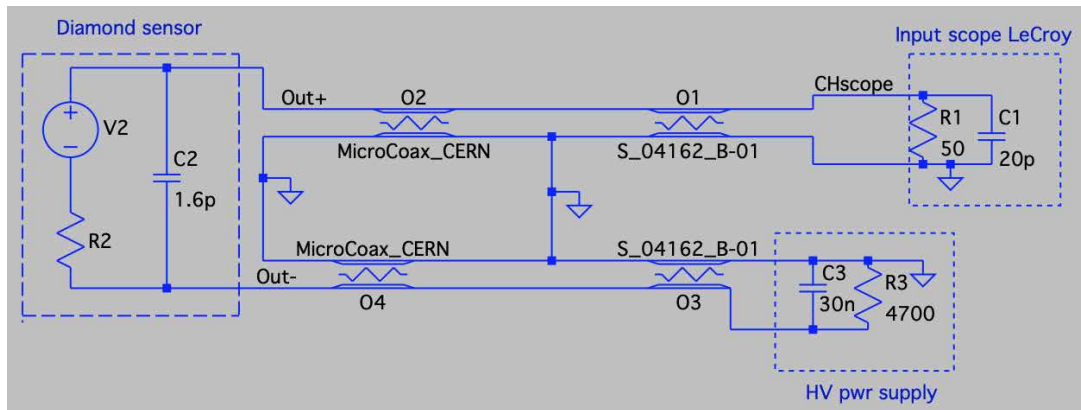 Diamond sensor
Input scope LeCroy
Out+
O2
O1
CHscope
+
V2
−
R1
C1
C2
MicroCoax_CERN
S_04162_B-01
50
20p
1.6p
R2
MicroCoax_CERN
S_04162_B-01
Out-
C3
R3
30n
4700
O4
O3
HV pwr supply